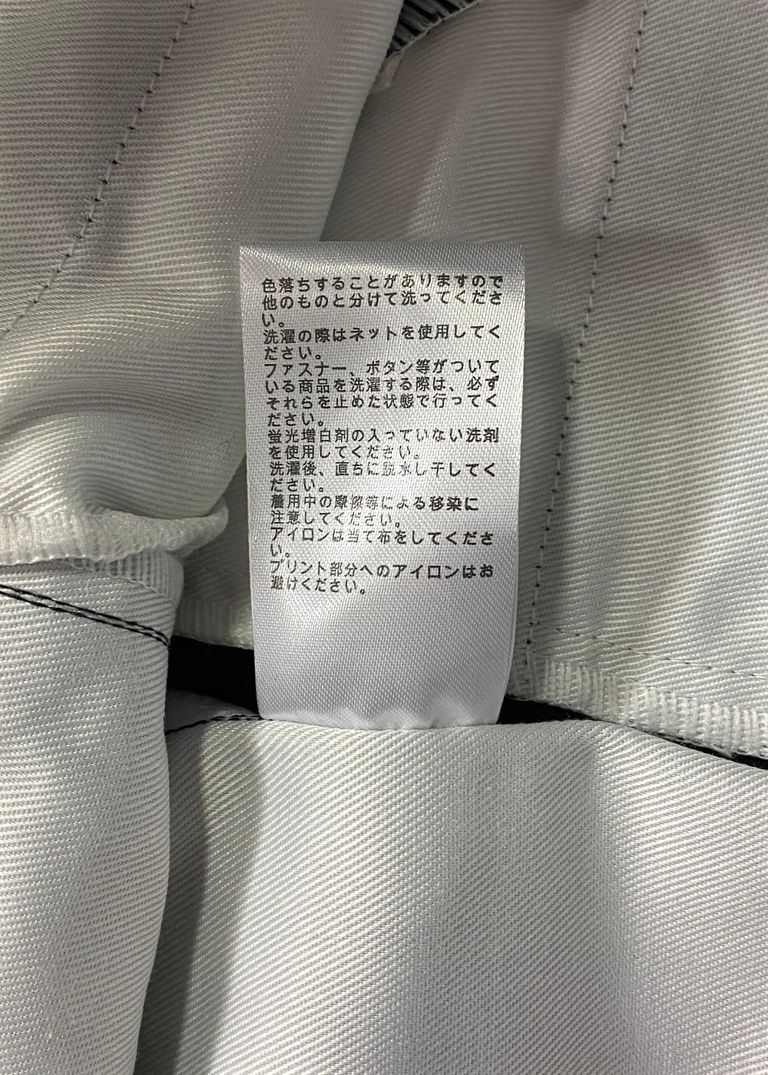 色落ちすることがありますので
他のものと分けて洗ってくださ
い。
洗濯の際はネットを使用してく
ださい。
ファスナー、ボタン等がついて
いる商品を洗濯する際は、必ず
それらを止めた状態で行ってく
ださい。
蛍光増白剤の入っていない洗剤
を使用してください。
洗濯後、直ちに脱水し干してく
ださい。
着用中の摩擦等による移染に
注意してください。
アイロンは当て布をしてくださ
い。
プリント部分へのアイロンはお
避けください。